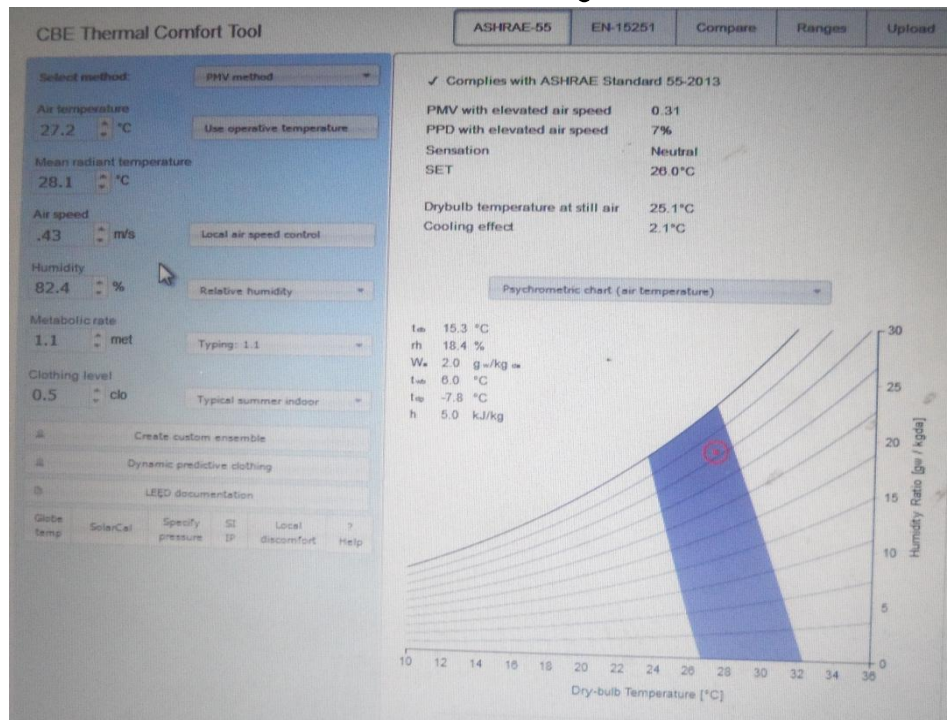 CBE Thermal Comfort Tool
ASHRAE-55 EN-15251 Compare Ranges Upload
Select method: PMV method
Air temperature
27.2 °C Use operative temperature
Mean radiant temperature
28.1 °C
Air speed
.43 m/s Local air speed control
Humidity
82.4 % Relative humidity
Metabolic rate
1.1 met Typing: 1.1
Clothing level
0.5 clo Typical summer indoor
Create custom ensemble
Dynamic predictive clothing
LEED documentation
Globe temp SolarCal Specify pressure SI IP Local discomfort ? Help
✓ Complies with ASHRAE Standard 55-2013
PMV with elevated air speed 0.31
PPD with elevated air speed 7%
Sensation Neutral
SET 26.0°C
Drybulb temperature at still air 25.1°C
Cooling effect 2.1°C
Psychrometric chart (air temperature)
15.3 °C
rh 18.4 %
2.0
6.0 °C
-7.8 °C
h 5.0 kJ/kg
30
25
20
15
10
5
0
Humidity Ratio
10 12 14 16 18 20 22 24 26 28 30 32 34 36
Dry-bulb Temperature [°C]